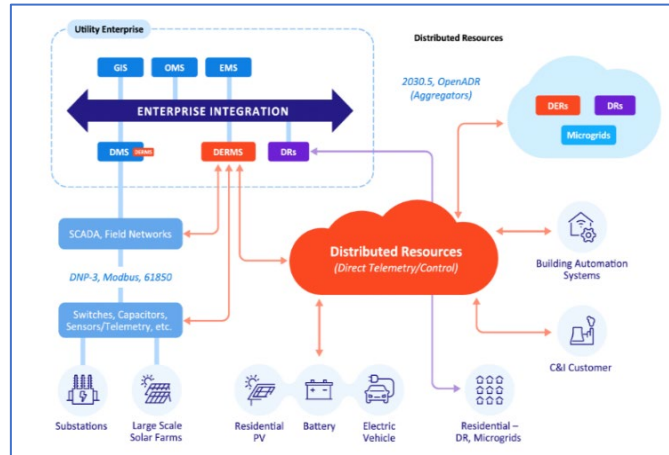 Utility Enterprise
Distributed Resources
GIS
OMS
EMS
2030.5, OpenADR
(Aggregators)
DERs
DRs
Microgrids
ENTERPRISE INTEGRATION
DMS
DERMS
DERMS
DRs
SCADA, Field Networks
Distributed Resources
(Direct Telemetry/Control)
Building Automation
Systems
DNP-3, Modbus, 61850
Switches, Capacitors,
Sensors/Telemetry, etc.
C&I Customer
Substations
Large Scale
Solar Farms
Residential
PV
Battery
Electric
Vehicle
Residential –
DR, Microgrids